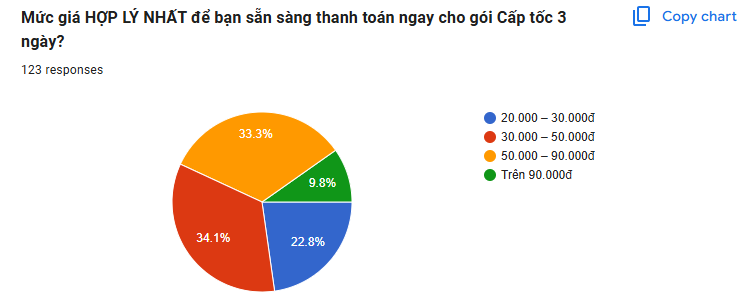 Mức giá HỢP LÝ NHẤT để bạn sẵn sàng thanh toán ngay cho gói Cấp tốc 3
ngày?
Copy chart
123 responses
33.3%
9.8%
34.1%
22.8%
20.000 – 30.000đ
30.000 – 50.000đ
50.000 – 90.000đ
Trên 90.000đ